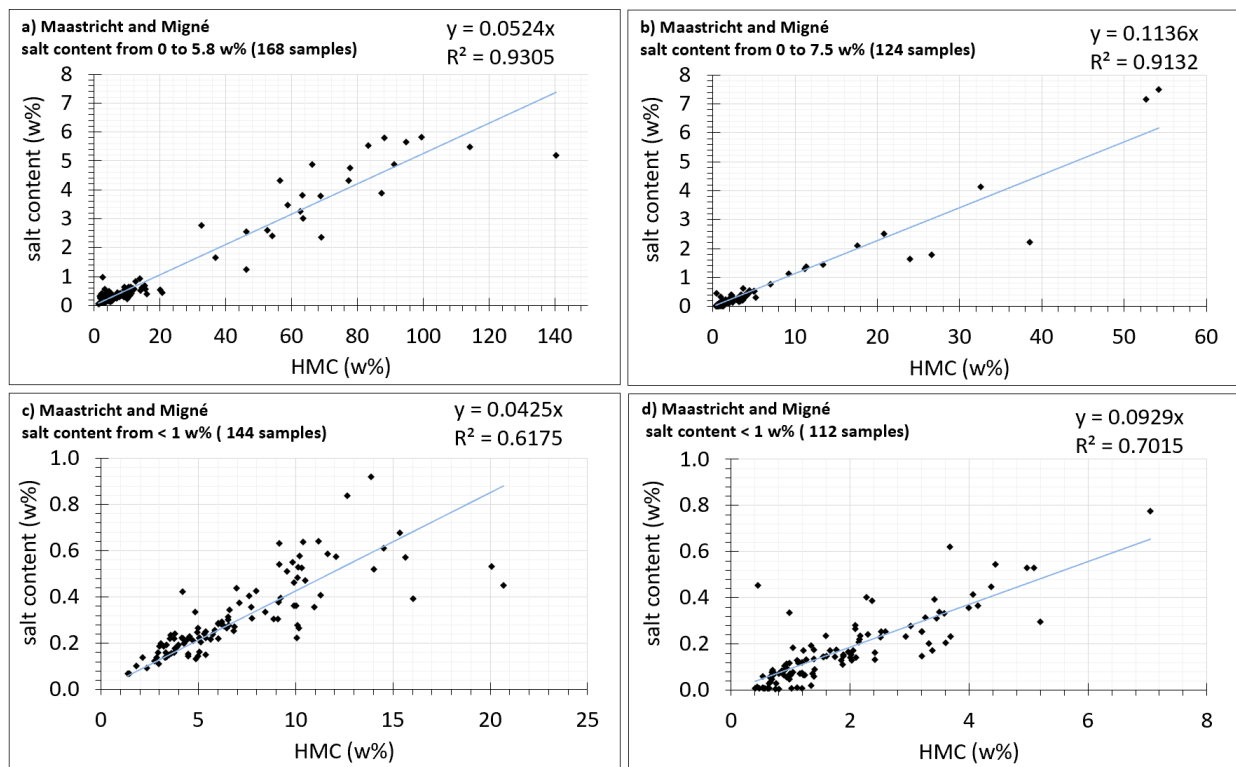 a) Maastricht and Migné
salt content from 0 to 5.8 w% (168 samples)
y = 0.0524x
R² = 0.9305
8
7
6
5
4
3
2
1
0
salt content (w%)
0 20 40 60 80 100 120 140
HMC (w%)
b) Maastricht and Migné
salt content from 0 to 7.5 w% (124 samples)
y = 0.1136x
R² = 0.9132
8
7
6
5
4
3
2
1
0
salt content (w%)
0 10 20 30 40 50 60
HMC (w%)
c) Maastricht and Migné
salt content from < 1 w% ( 144 samples)
y = 0.0425x
R² = 0.6175
1.0
0.8
0.6
0.4
0.2
0.0
salt content (w%)
0 5 10 15 20 25
HMC (w%)
d) Maastricht and Migné
salt content < 1 w% ( 112 samples)
y = 0.0929x
R² = 0.7015
1.0
0.8
0.6
0.4
0.2
0.0
salt content (w%)
0 2 4 6 8
HMC (w%)